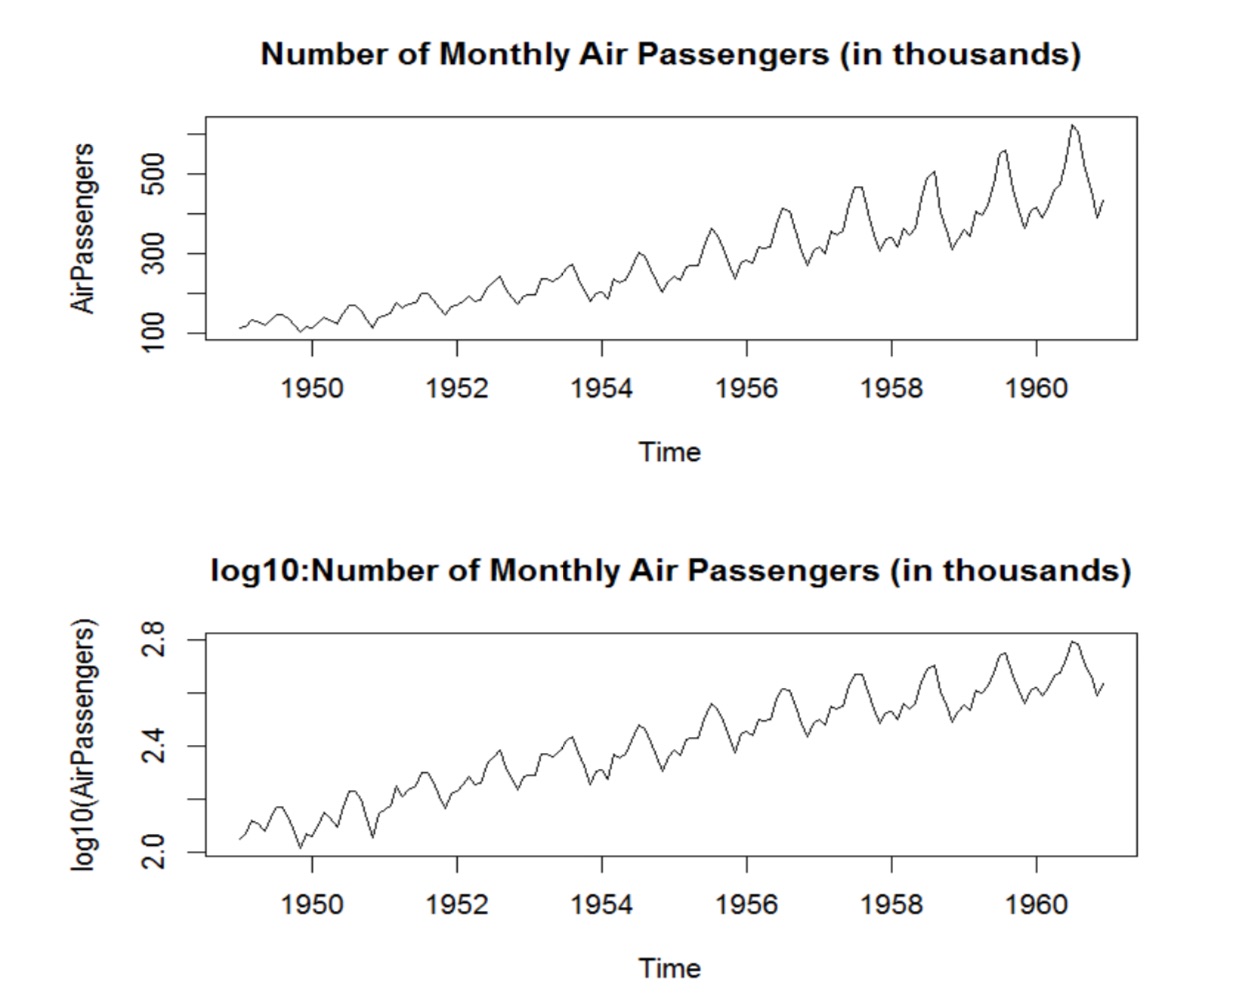 Number of Monthly Air Passengers (in thousands)
AirPassengers
500
300
100
1950 1952 1954 1956 1958 1960
Time
log10:Number of Monthly Air Passengers (in thousands)
log10(AirPassengers)
2.8
2.4
2.0
1950 1952 1954 1956 1958 1960
Time